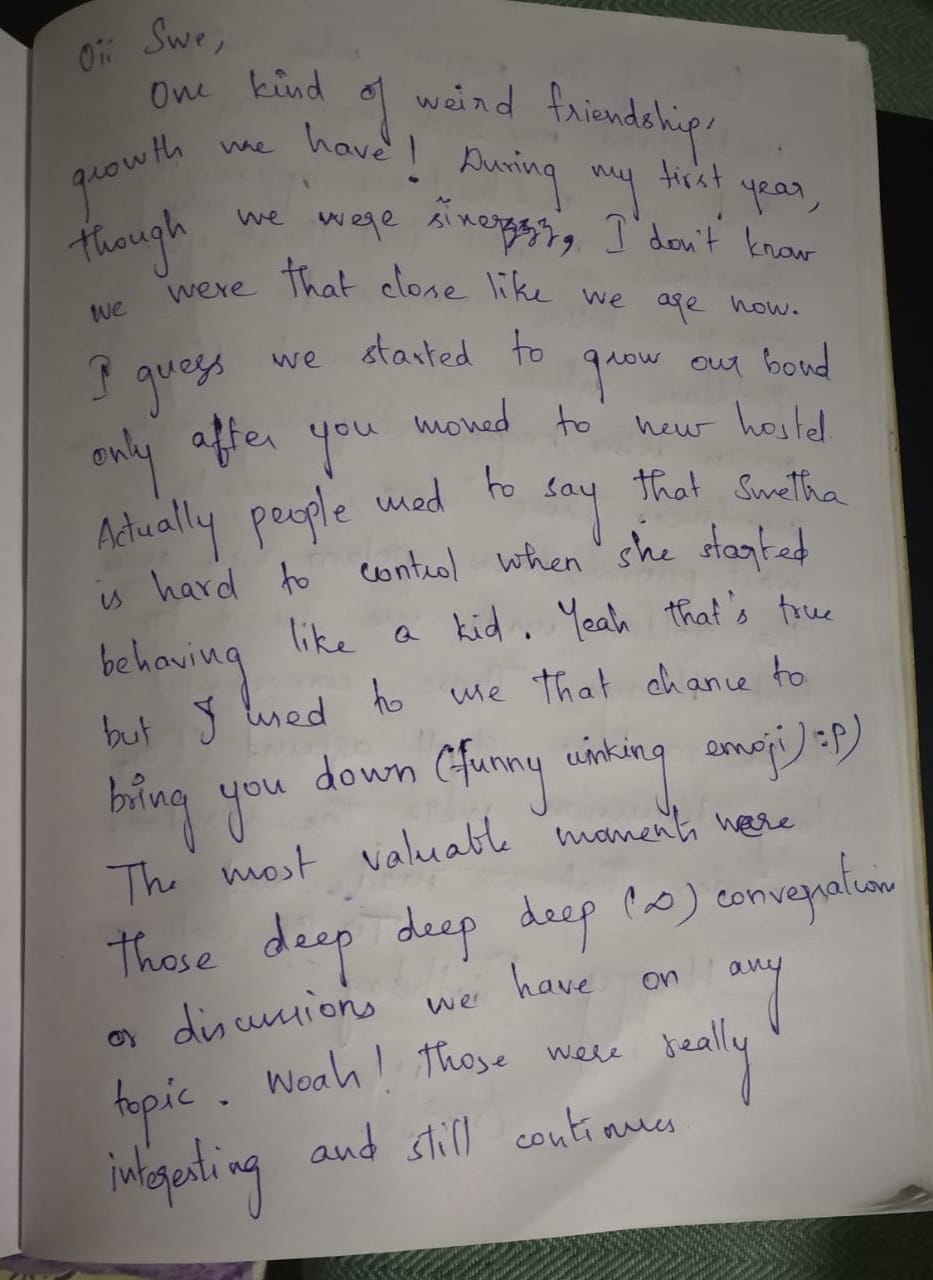 Oii Swe,
One kind of weird friendship,
growth we have! During my first year,
though we were I don't know
we were that close like we are now.
I guess we started to grow our bond
only after you moved to new hostel.
Actually people used to say that Swetha
is hard to control when she started
behaving like a kid. Yeah that's true
but I used to use that chance to
bring you down (funny winking emoji) :P)
The most valuable moments were
those deep deep deep (∞) conversation
or discussions we have on any
topic. Woah! Those were really
interesting and still continues.